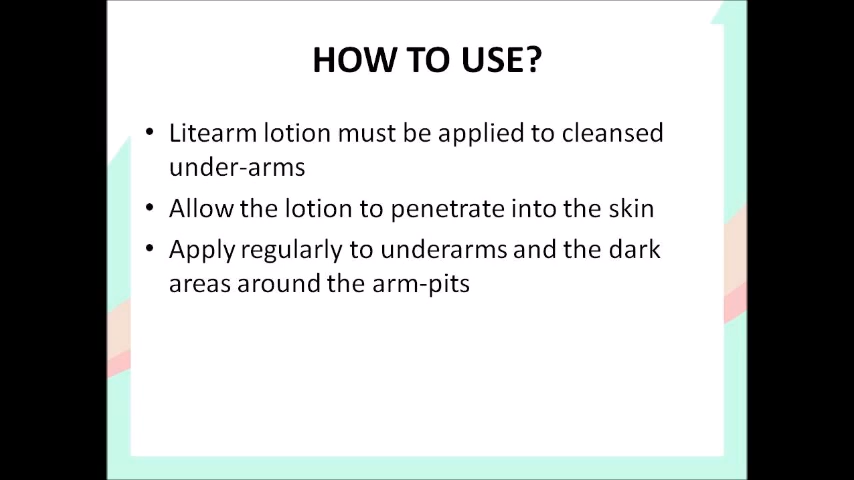 HOW TO USE?
• Litearm lotion must be applied to cleansed
under-arms
• Allow the lotion to penetrate into the skin
• Apply regularly to underarms and the dark
areas around the arm-pits